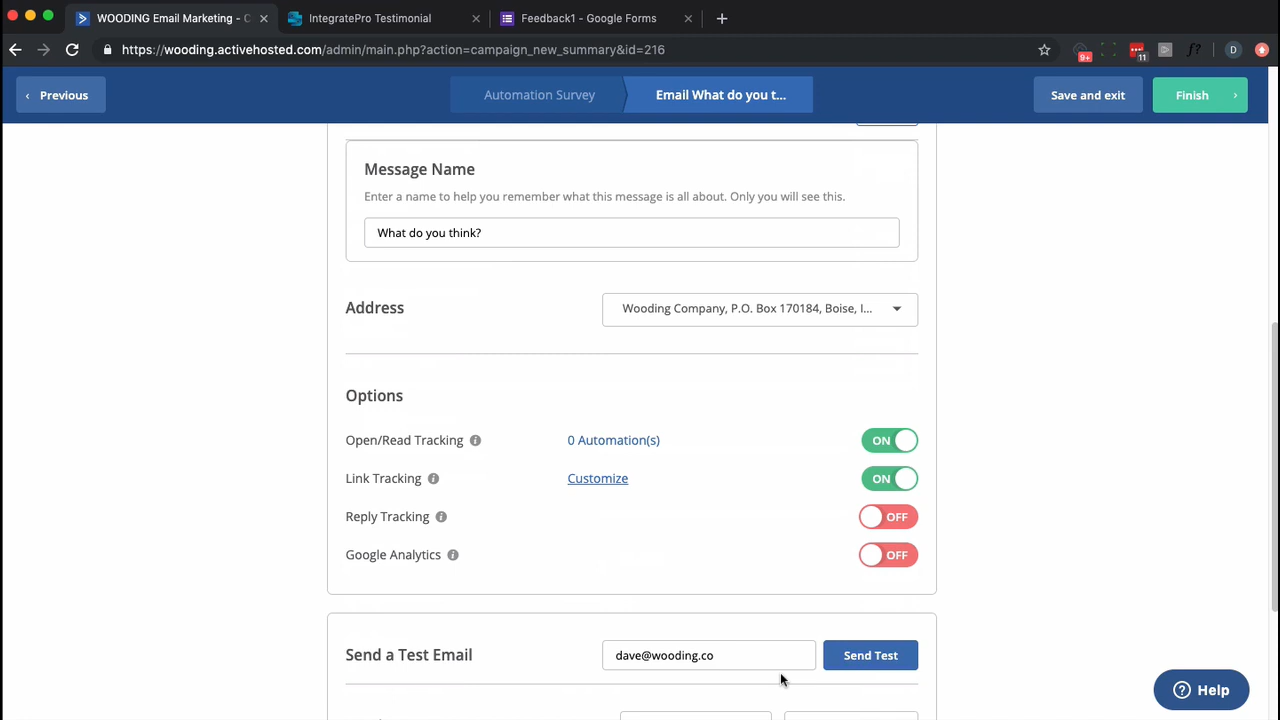 WOODING Email Marketing - C
IntegratePro Testimonial
Feedback1 - Google Forms
https://wooding.activehosted.com/admin/main.php?action=campaign_new_summary&id=216
9+
11
f?
D
Previous
Automation Survey
Email What do you t...
Save and exit
Finish
Message Name
Enter a name to help you remember what this message is all about. Only you will see this.
What do you think?
Address
Wooding Company, P.O. Box 170184, Boise, I...
Options
Open/Read Tracking
0 Automation(s)
ON
Link Tracking
Customize
ON
Reply Tracking
OFF
Google Analytics
OFF
Send a Test Email
dave@wooding.co
Send Test
Help